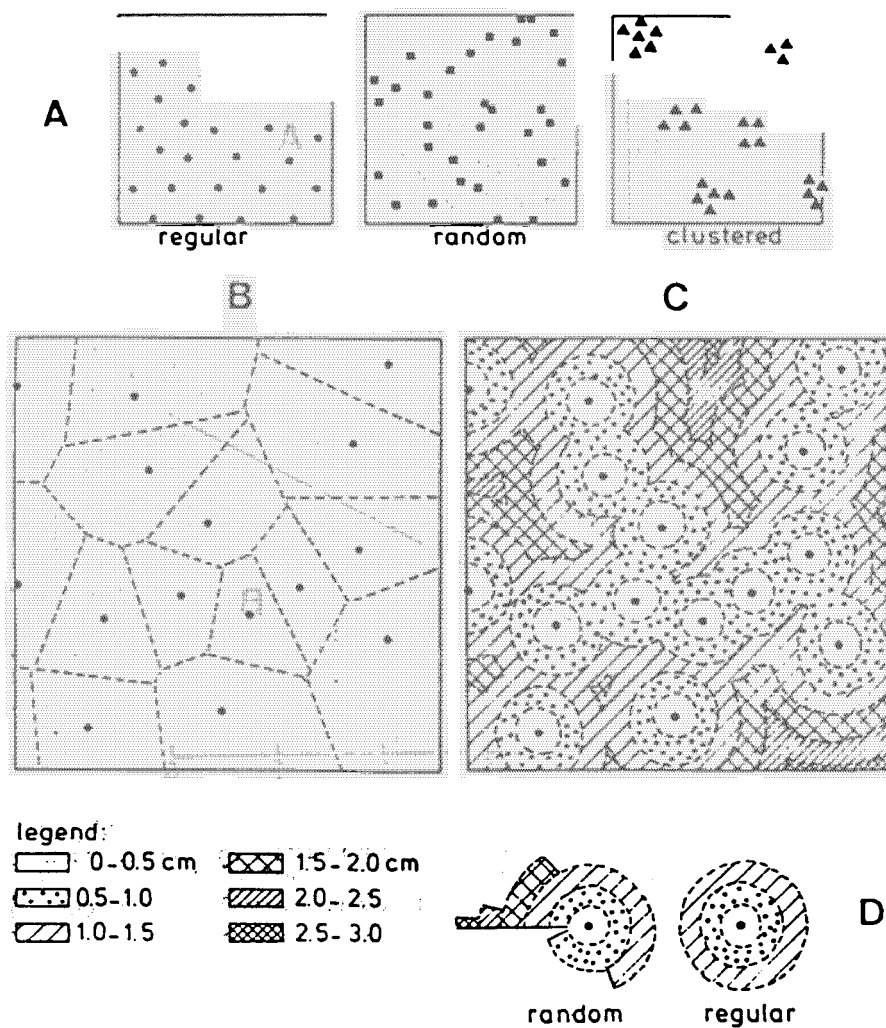 A
regular
random
clustered
B
C
legend:
0-0.5 cm
0.5-1.0
1.0-1.5
1.5-2.0 cm
2.0-2.5
2.5-3.0
D
random
regular